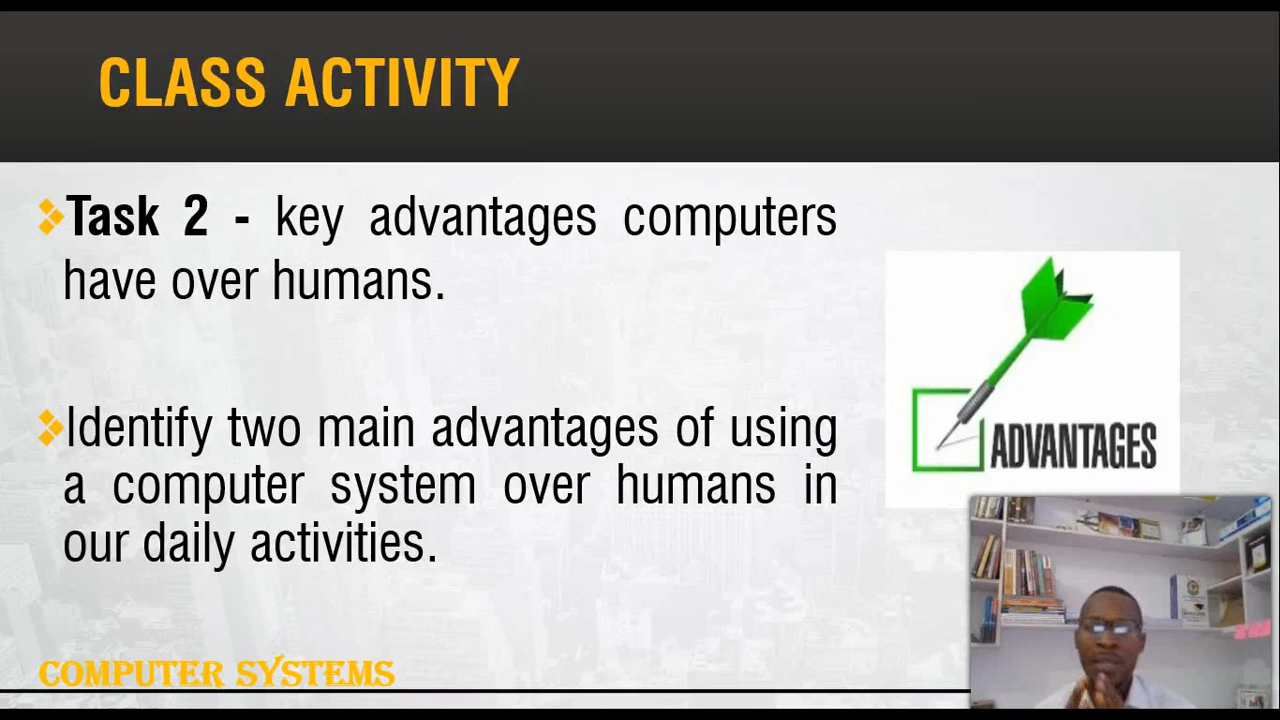 CLASS ACTIVITY
Task 2 - key advantages computers
have over humans.
Identify two main advantages of using
a computer system over humans in
our daily activities.
ADVANTAGES
COMPUTER SYSTEMS